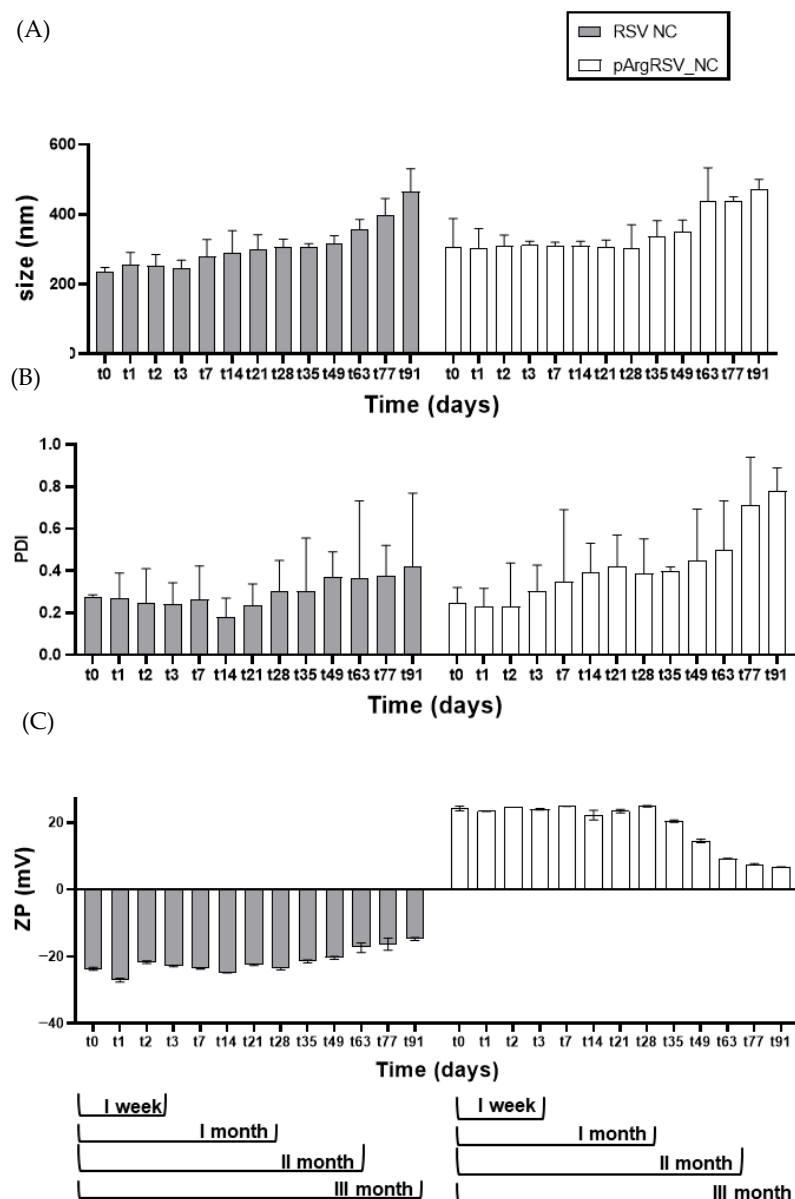 (A)
RSV NC
pArgRSV_NC
600
400
200
0
size (nm)
t0 t1 t2 t3 t7 t14 t21 t28 t35 t49 t63 t77 t91 t0 t1 t2 t3 t7 t14 t21 t28 t35 t49 t63 t77 t91
Time (days)
(B)
1.0
0.8
0.6
0.4
0.2
0.0
PDI
t0 t1 t2 t3 t7 t14 t21 t28 t35 t49 t63 t77 t91 t0 t1 t2 t3 t7 t14 t21 t28 t35 t49 t63 t77 t91
Time (days)
(C)
20
0
−20
−40
ZP (mV)
t0 t1 t2 t3 t7 t14 t21 t28 t35 t49 t63 t77 t91 t0 t1 t2 t3 t7 t14 t21 t28 t35 t49 t63 t77 t91
Time (days)
I week I week
I month I month
II month II month
III month III month